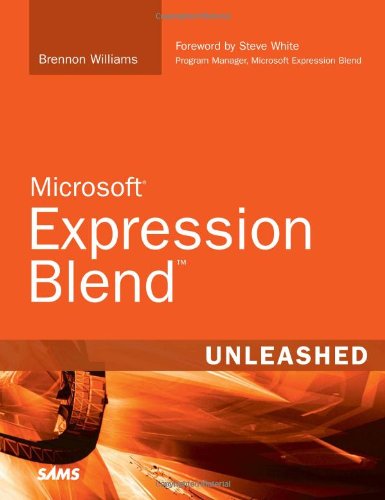 Brennon Williams
Foreword by Steve White
Program Manager, Microsoft Expression Blend
Microsoft®
Expression
Blend™
UNLEASHED
SAMS